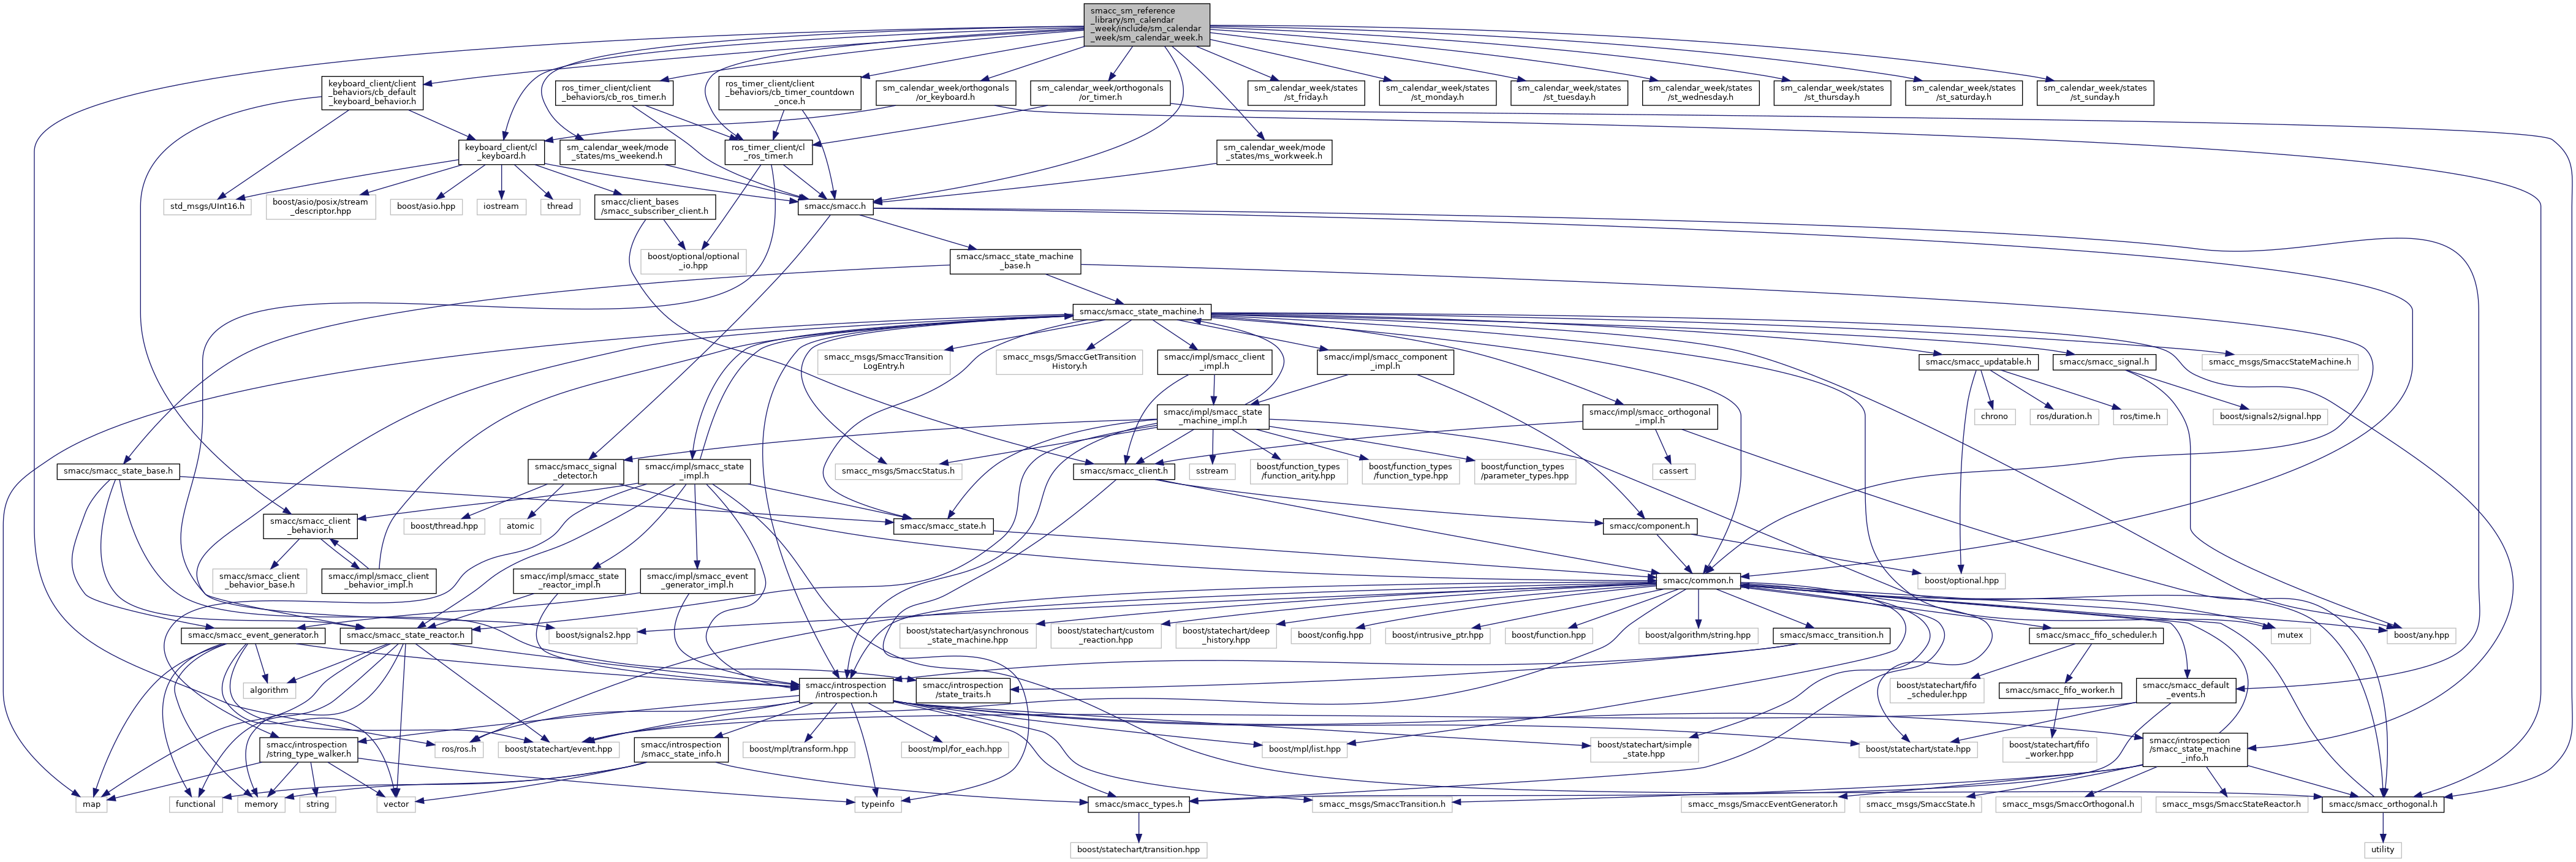 smacc_sm_reference
_library/sm_calendar
_week/include/sm_calendar
_week/sm_calendar_week.h
keyboard_client/client
_behaviors/cb_default
_keyboard_behavior.h
ros_timer_client/client
_behaviors/cb_ros_timer.h
ros_timer_client/client
_behaviors/cb_timer_countdown
_once.h
sm_calendar_week/orthogonals
/or_keyboard.h
sm_calendar_week/orthogonals
/or_timer.h
sm_calendar_week/states
/st_friday.h
sm_calendar_week/states
/st_monday.h
sm_calendar_week/states
/st_tuesday.h
sm_calendar_week/states
/st_wednesday.h
sm_calendar_week/states
/st_thursday.h
sm_calendar_week/states
/st_saturday.h
sm_calendar_week/states
/st_sunday.h
keyboard_client/cl
_keyboard.h
sm_calendar_week/mode
_states/ms_weekend.h
ros_timer_client/cl
_ros_timer.h
sm_calendar_week/mode
_states/ms_workweek.h
std_msgs/UInt16.h
boost/asio/posix/stream
_descriptor.hpp
boost/asio.hpp
iostream
thread
smacc/client_bases
/smacc_subscriber_client.h
smacc/smacc.h
boost/optional/optional
_io.hpp
smacc/smacc_state_machine
_base.h
smacc/smacc_state_machine.h
smacc_msgs/SmaccTransition
LogEntry.h
smacc_msgs/SmaccGetTransition
History.h
smacc/impl/smacc_client
_impl.h
smacc/impl/smacc_component
_impl.h
smacc/smacc_updatable.h
smacc/smacc_signal.h
smacc_msgs/SmaccStateMachine.h
smacc/impl/smacc_state
_machine_impl.h
smacc/impl/smacc_orthogonal
_impl.h
chrono
ros/duration.h
ros/time.h
boost/signals2/signal.hpp
smacc/smacc_state_base.h
smacc/smacc_signal
_detector.h
smacc/impl/smacc_state
_impl.h
smacc_msgs/SmaccStatus.h
smacc/smacc_client.h
sstream
boost/function_types
/function_arity.hpp
boost/function_types
/function_type.hpp
boost/function_types
/parameter_types.hpp
cassert
smacc/smacc_client
_behavior.h
boost/thread.hpp
atomic
smacc/smacc_state.h
smacc/component.h
smacc/smacc_client
_behavior_base.h
smacc/impl/smacc_client
_behavior_impl.h
smacc/impl/smacc_state
_reactor_impl.h
smacc/impl/smacc_event
_generator_impl.h
smacc/common.h
boost/optional.hpp
smacc/smacc_event_generator.h
smacc/smacc_state_reactor.h
boost/signals2.hpp
boost/statechart/asynchronous
_state_machine.hpp
boost/statechart/custom
_reaction.hpp
boost/statechart/deep
_history.hpp
boost/config.hpp
boost/intrusive_ptr.hpp
boost/function.hpp
boost/algorithm/string.hpp
smacc/smacc_transition.h
smacc/smacc_fifo_scheduler.h
mutex
boost/any.hpp
algorithm
smacc/introspection
/introspection.h
smacc/introspection
/state_traits.h
boost/statechart/fifo
_scheduler.hpp
smacc/smacc_fifo_worker.h
smacc/smacc_default
_events.h
smacc/introspection
/string_type_walker.h
ros/ros.h
boost/statechart/event.hpp
smacc/introspection
/smacc_state_info.h
boost/mpl/transform.hpp
boost/mpl/for_each.hpp
boost/mpl/list.hpp
boost/statechart/simple
_state.hpp
boost/statechart/state.hpp
boost/statechart/fifo
_worker.hpp
smacc/introspection
/smacc_state_machine
_info.h
map
functional
memory
string
vector
typeinfo
smacc/smacc_types.h
smacc_msgs/SmaccTransition.h
smacc_msgs/SmaccEventGenerator.h
smacc_msgs/SmaccState.h
smacc_msgs/SmaccOrthogonal.h
smacc_msgs/SmaccStateReactor.h
smacc/smacc_orthogonal.h
boost/statechart/transition.hpp
utility